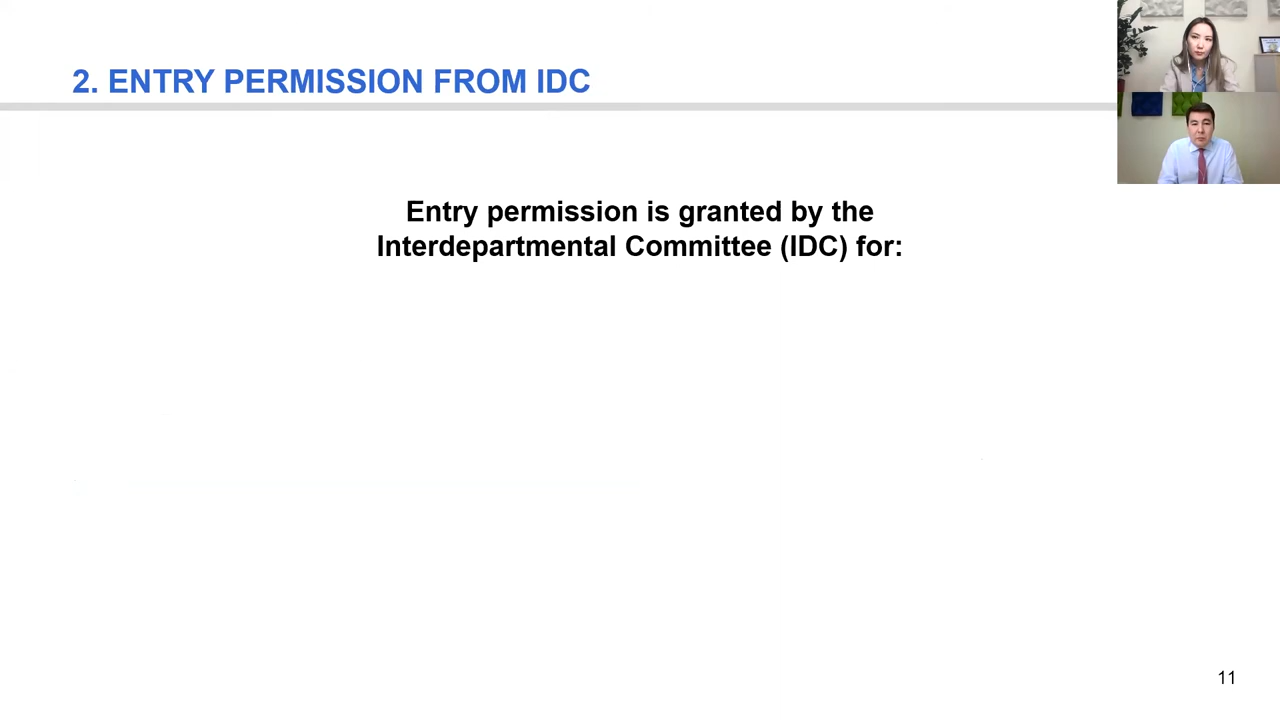 2. ENTRY PERMISSION FROM IDC
Entry permission is granted by the
Interdepartmental Committee (IDC) for:
11